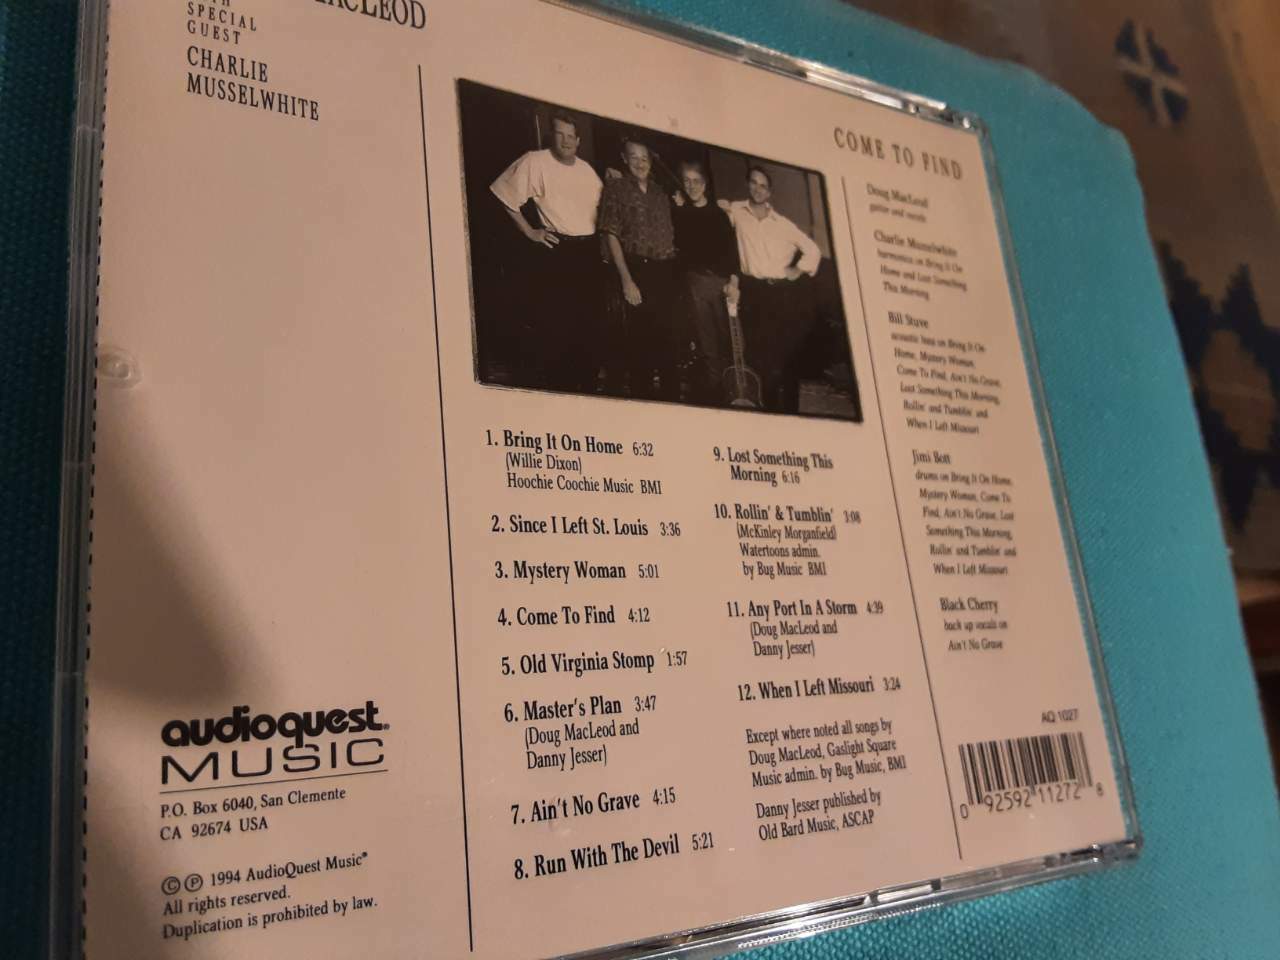 MACLEOD
SPECIAL
GUEST
CHARLIE
MUSSELWHITE
COME TO FIND
Doug MacLeod
guitar and vocals
Charlie Musselwhite
harmonica on Bring It On
Home and Lost Something
This Morning
Bill Stuve
acoustic bass on Bring It On
Home, Mystery Woman,
Come To Find, Ain't No Grave,
Lost Something This Morning,
Rollin' and Tumblin' and
When I Left Missouri
Jimi Bott
drums on Bring It On Home,
Mystery Woman, Come To
Find, Ain't No Grave, Lost
Something This Morning,
Rollin' and Tumblin' and
When I Left Missouri
Black Cherry
back up vocals on
Ain't No Grave
1. Bring It On Home 6:32
(Willie Dixon)
Hoochie Coochie Music BMI
2. Since I Left St. Louis 3:36
3. Mystery Woman 5:01
4. Come To Find 4:12
5. Old Virginia Stomp 1:57
6. Master's Plan 3:47
(Doug MacLeod and
Danny Jesser)
7. Ain't No Grave 4:15
8. Run With The Devil 5:21
9. Lost Something This
Morning 6:16
10. Rollin' & Tumblin' 3:08
(McKinley Morganfield)
Watertoons admin.
by Bug Music BMI
11. Any Port In A Storm 4:39
(Doug MacLeod and
Danny Jesser)
12. When I Left Missouri 3:24
Except where noted all songs by
Doug MacLeod, Gaslight Square
Music admin. by Bug Music, BMI
Danny Jesser published by
Old Bard Music, ASCAP
audioquest®
MUSIC
P.O. Box 6040, San Clemente
CA 92674 USA
© ℗ 1994 AudioQuest Music®
All rights reserved.
Duplication is prohibited by law.
AQ 1027
0 92592 11272 8